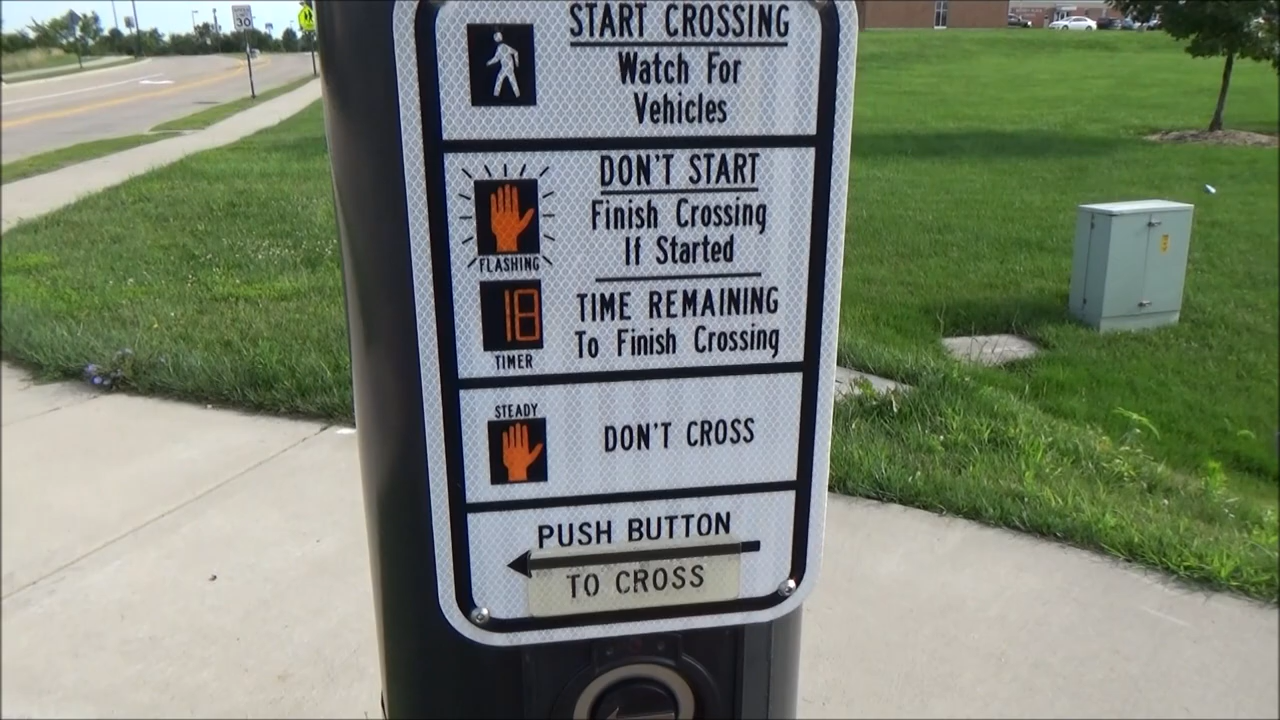 START CROSSING
Watch For
Vehicles
DON'T START
Finish Crossing
If Started
FLASHING
18
TIME REMAINING
To Finish Crossing
TIMER
STEADY
DON'T CROSS
PUSH BUTTON
TO CROSS
30